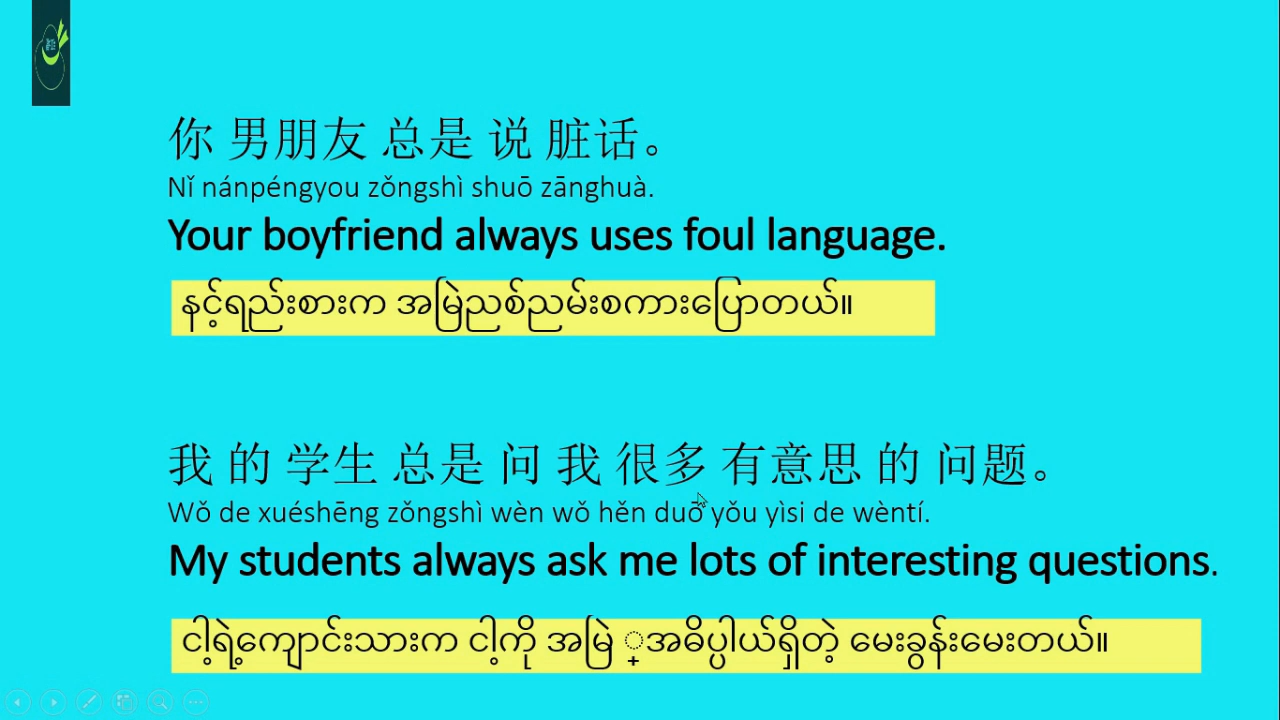 你 男朋友 总是 说 脏话。
Nǐ nánpéngyou zǒngshì shuō zānghuà.
Your boyfriend always uses foul language.
နင့်ရည်းစားက အမြဲညစ်ညမ်းစကားပြောတယ်။
我 的 学生 总是 问 我 很多 有意思 的 问题。
Wǒ de xuéshēng zǒngshì wèn wǒ hěn duō yǒu yìsi de wèntí.
My students always ask me lots of interesting questions.
ငါ့ရဲ့ကျောင်းသားက ငါ့ကို အမြဲ ္အဓိပ္ပါယ်ရှိတဲ့ မေးခွန်းမေးတယ်။